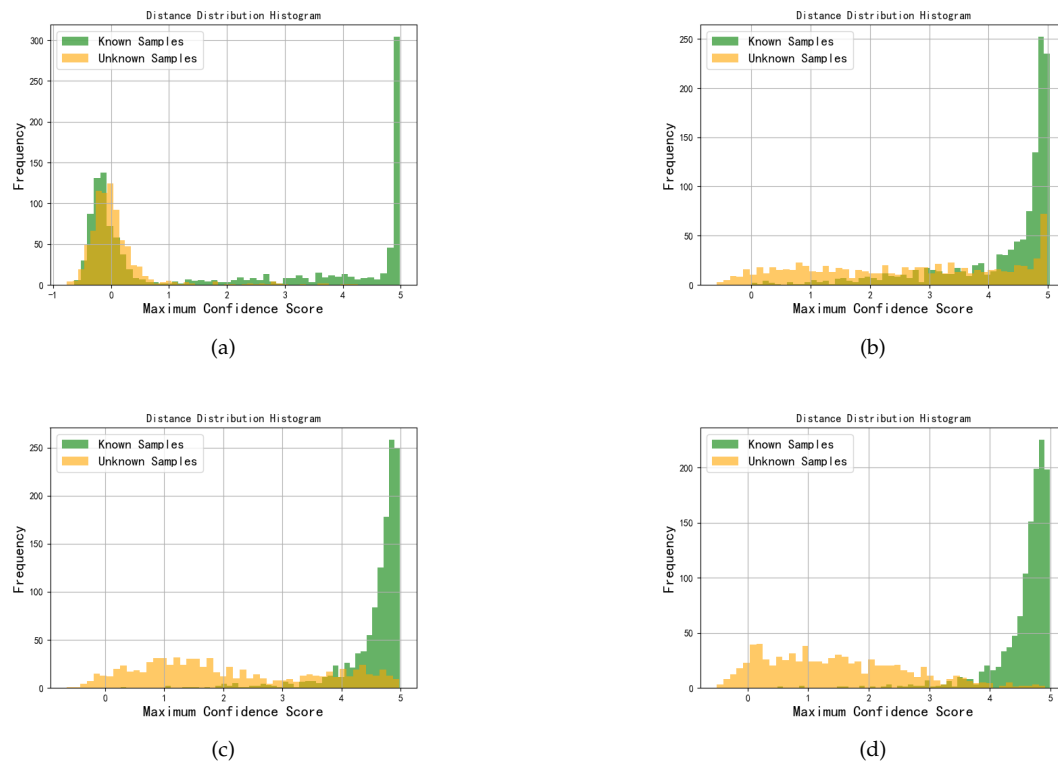 Distance Distribution Histogram
Known Samples
Unknown Samples
Frequency
300
250
200
150
100
50
0
−1
0
1
2
3
4
5
Maximum Confidence Score
(a)
Distance Distribution Histogram
Known Samples
Unknown Samples
Frequency
250
200
150
100
50
0
0
1
2
3
4
5
Maximum Confidence Score
(b)
Distance Distribution Histogram
Known Samples
Unknown Samples
Frequency
250
200
150
100
50
0
0
1
2
3
4
5
Maximum Confidence Score
(c)
Distance Distribution Histogram
Known Samples
Unknown Samples
Frequency
200
150
100
50
0
0
1
2
3
4
5
Maximum Confidence Score
(d)